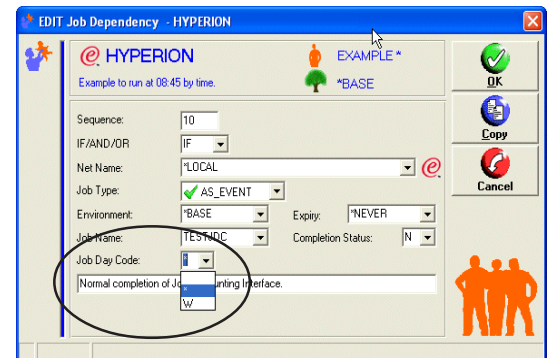 EDIT Job Dependency - HYPERION
e HYPERION
EXAMPLE *
Example to run at 08:45 by time.
*BASE
OK
Copy
Cancel
Sequence: 10
IF/AND/OR IF
Net Name: *LOCAL
e
Job Type: AS_EVENT
Environment: *BASE Expiry: *NEVER
Job Name: TESTJDC Completion Status: N
Job Day Code: *
Normal completion of unting Interface.
*
W